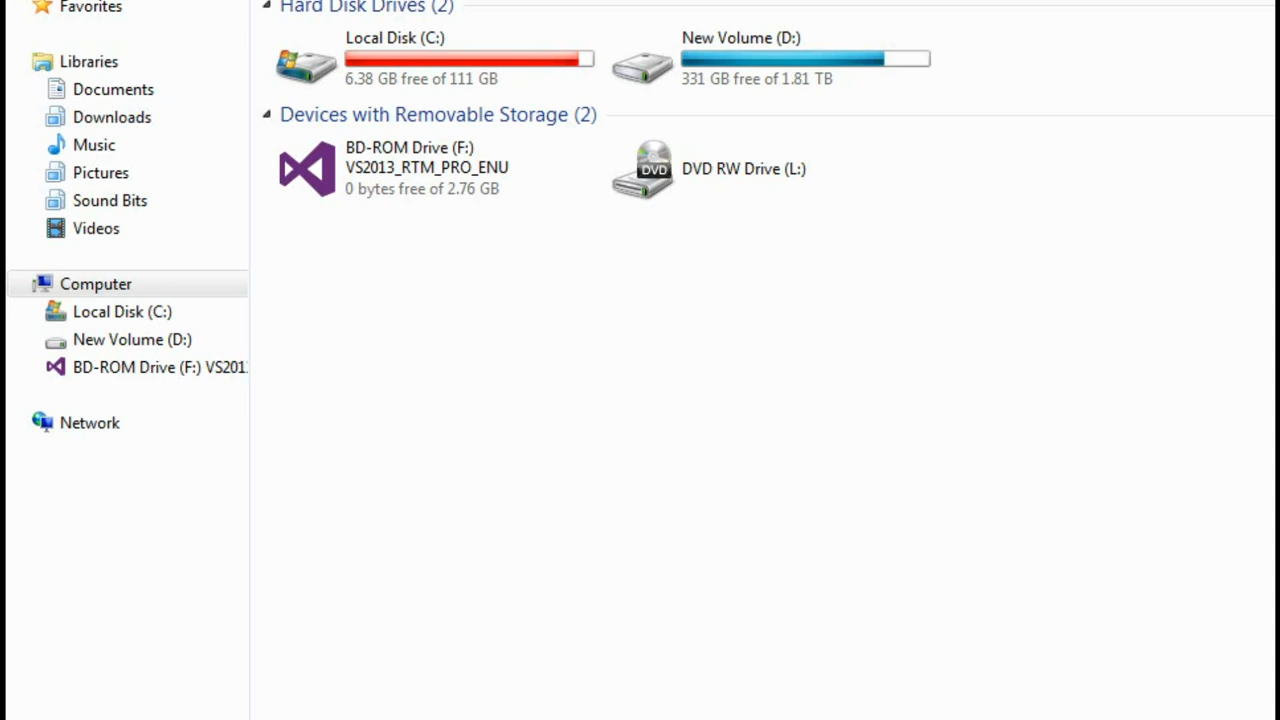 Favorites
Libraries
Documents
Downloads
Music
Pictures
Sound Bits
Videos
Computer
Local Disk (C:)
New Volume (D:)
BD-ROM Drive (F:) VS201
Network
Hard Disk Drives (2)
Local Disk (C:)
6.38 GB free of 111 GB
New Volume (D:)
331 GB free of 1.81 TB
Devices with Removable Storage (2)
BD-ROM Drive (F:)
VS2013_RTM_PRO_ENU
0 bytes free of 2.76 GB
DVD
DVD RW Drive (L:)